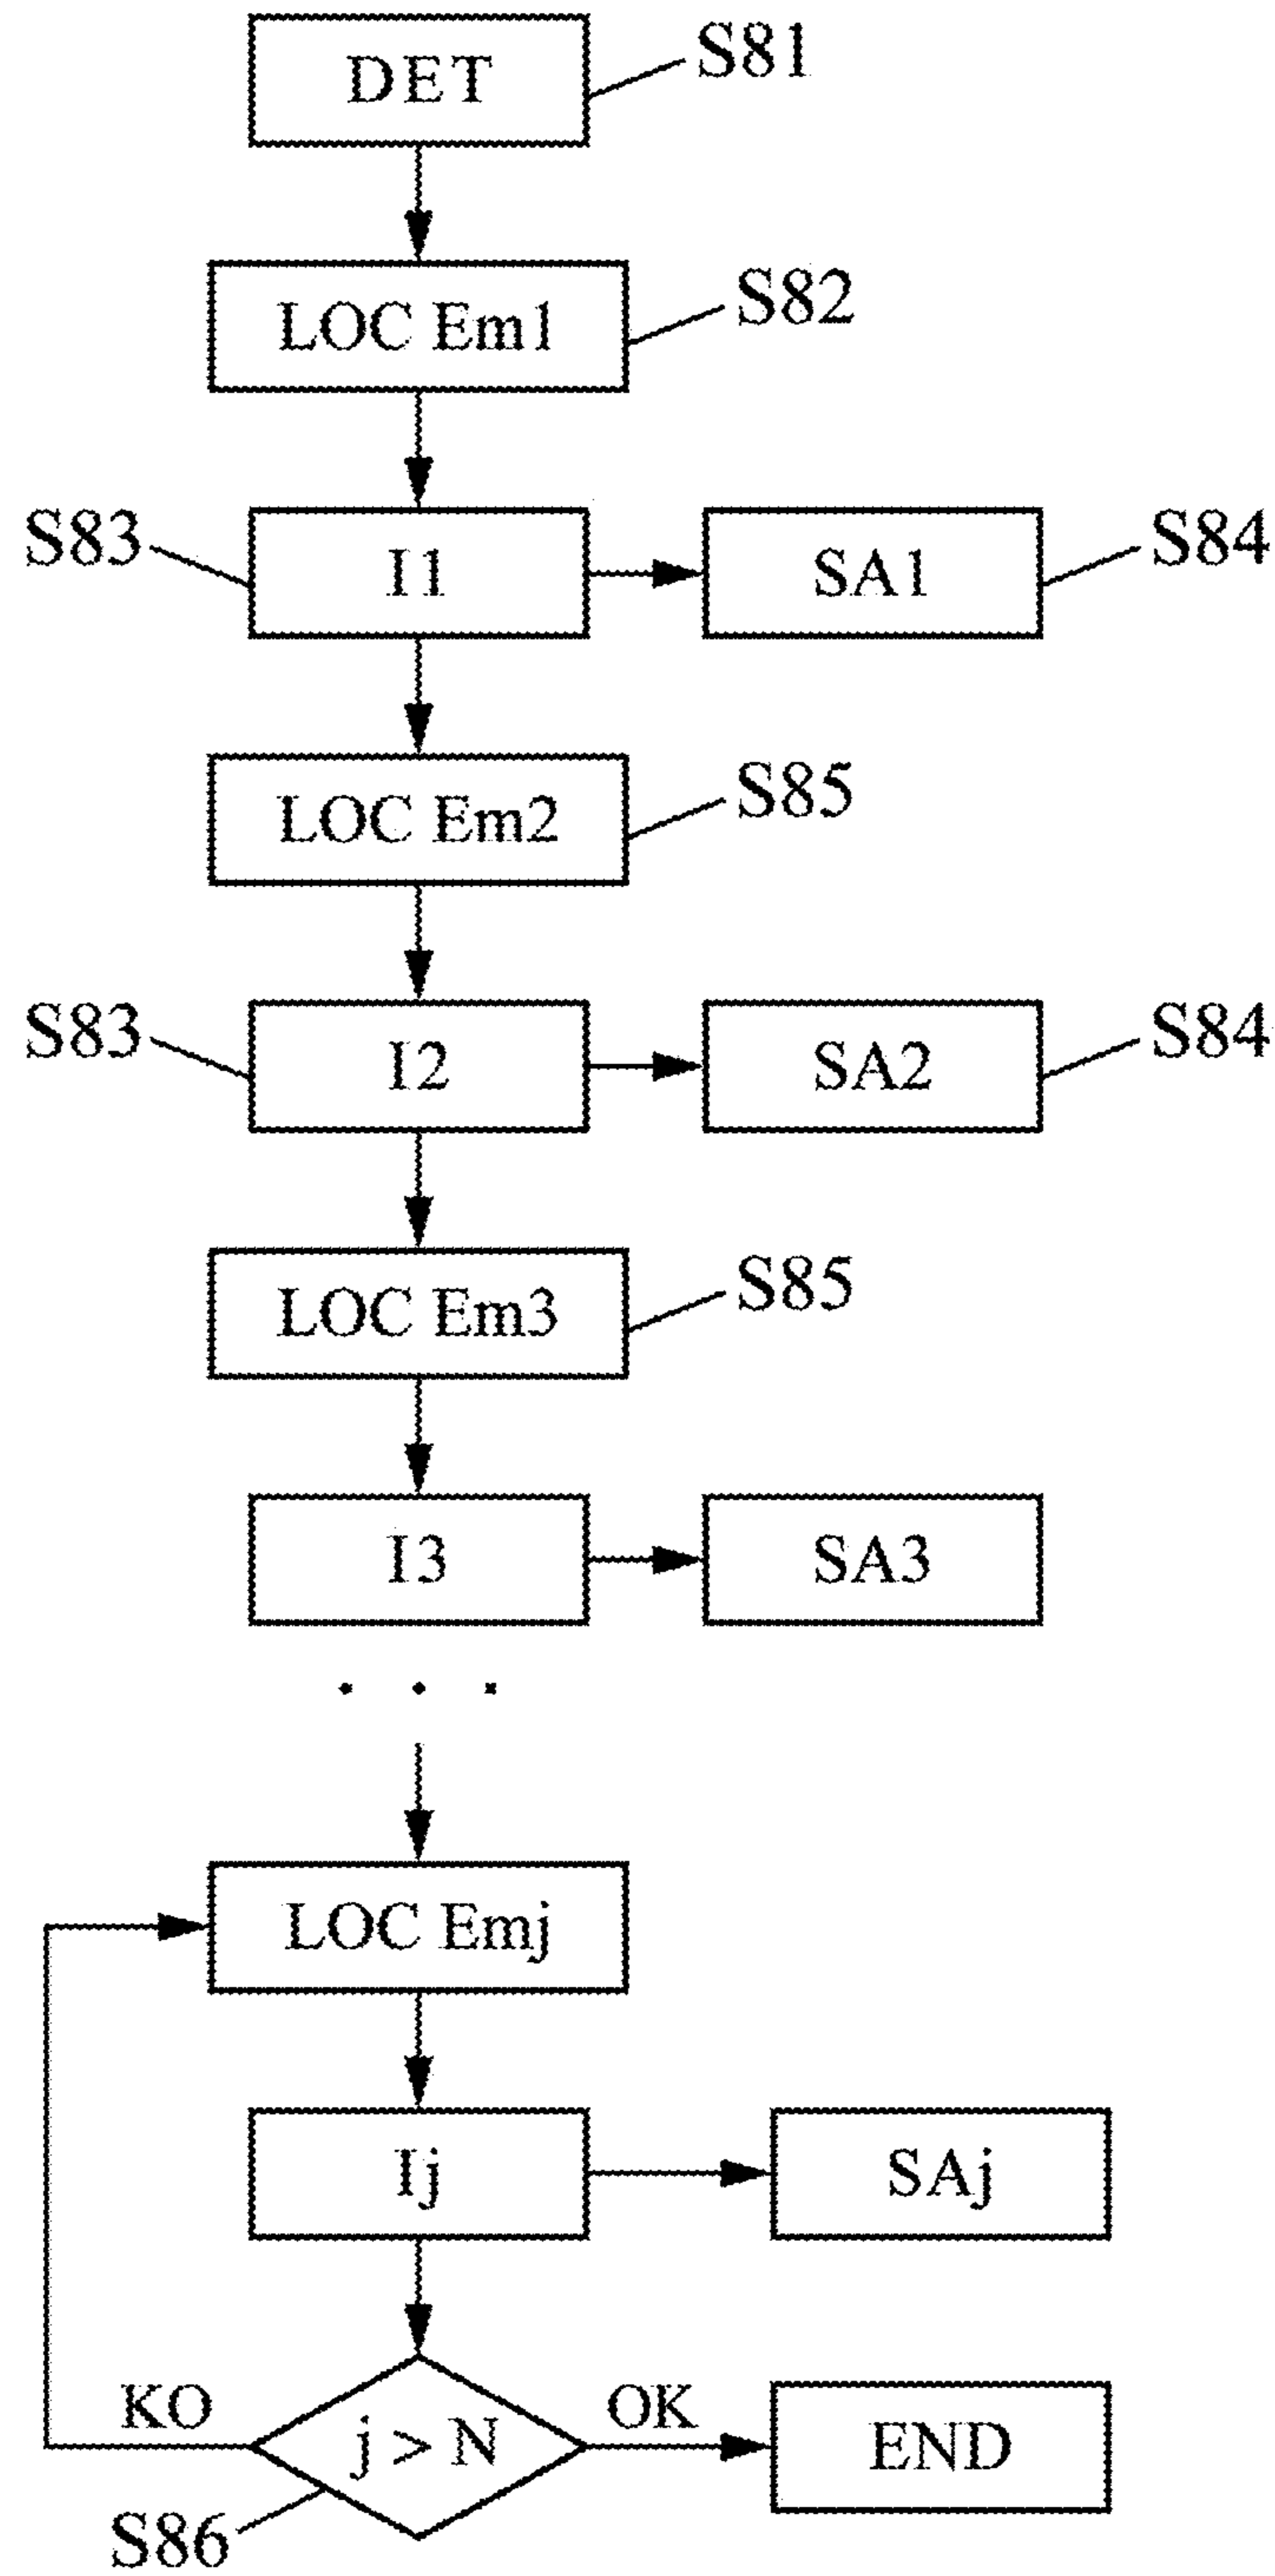 DET
S81
LOC Em1
S82
S83
I1
SA1
S84
LOC Em2
S85
S83
I2
SA2
S84
LOC Em3
S85
I3
SA3
. . .
LOC Emj
Ij
SAj
KO
j > N
OK
END
S86